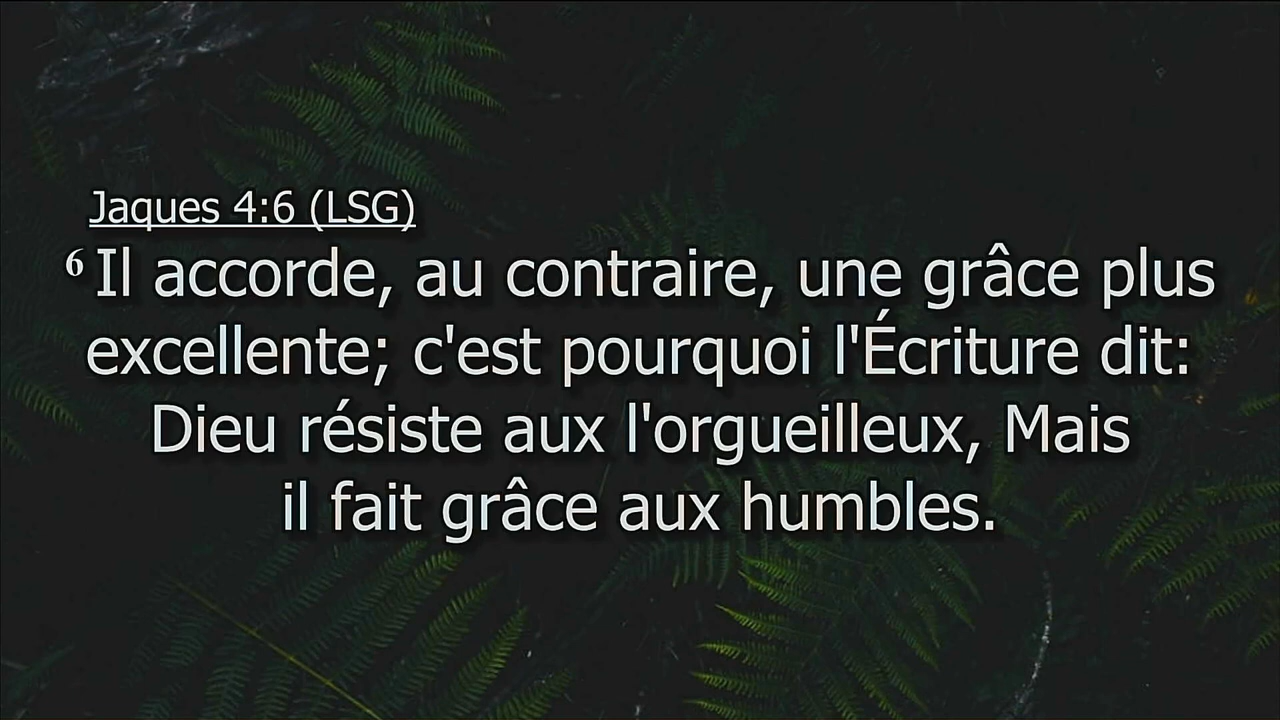 Jaques 4:6 (LSG)
6 Il accorde, au contraire, une grâce plus
excellente; c'est pourquoi l'Écriture dit:
Dieu résiste aux l'orgueilleux, Mais
il fait grâce aux humbles.